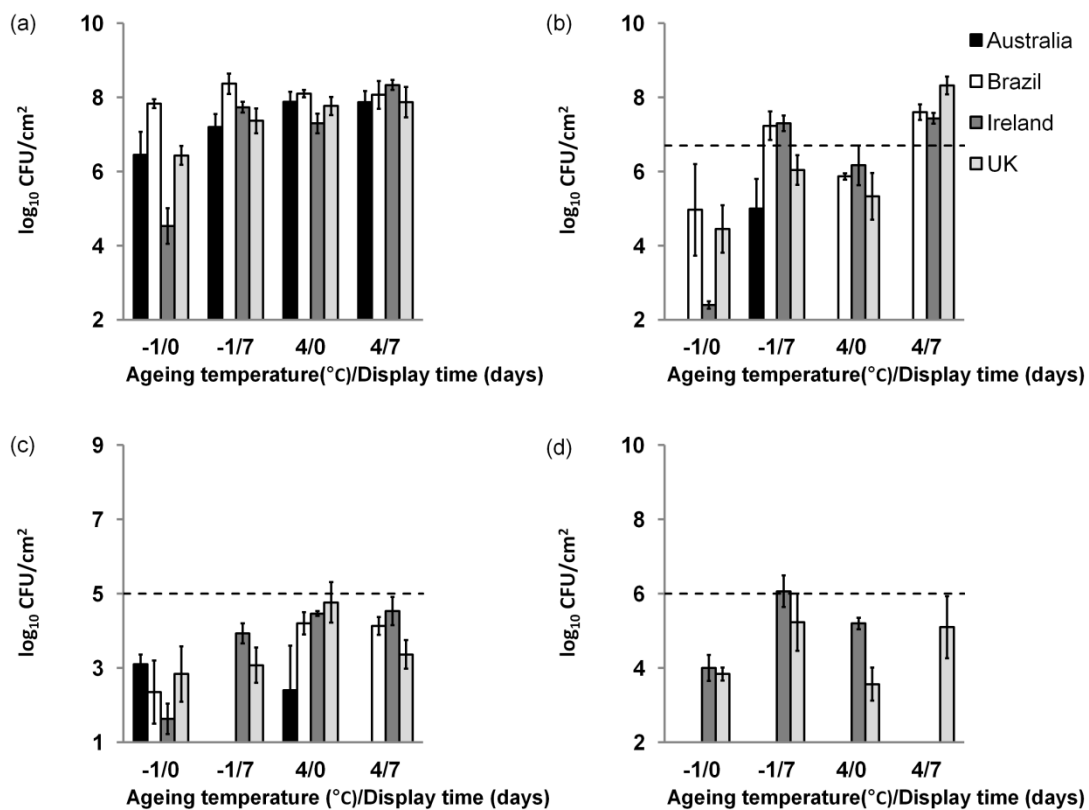 (a)
10
8
6
4
2
log10 CFU/cm2
-1/0 -1/7 4/0 4/7
Ageing temperature(°C)/Display time (days)
(b)
10
8
6
4
2
log10 CFU/cm2
-1/0 -1/7 4/0 4/7
Ageing temperature(°C)/Display time (days)
Australia
Brazil
Ireland
UK
(c)
9
7
5
3
1
log10 CFU/cm2
-1/0 -1/7 4/0 4/7
Ageing temperature (°C)/Display time (days)
(d)
10
8
6
4
2
log10 CFU/cm2
-1/0 -1/7 4/0 4/7
Ageing temperature (°C)/Display time (days)